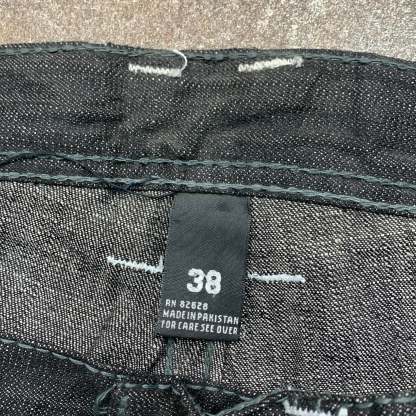 38
RN 82628
MADE IN PAKISTAN
FOR CARE SEE OVER